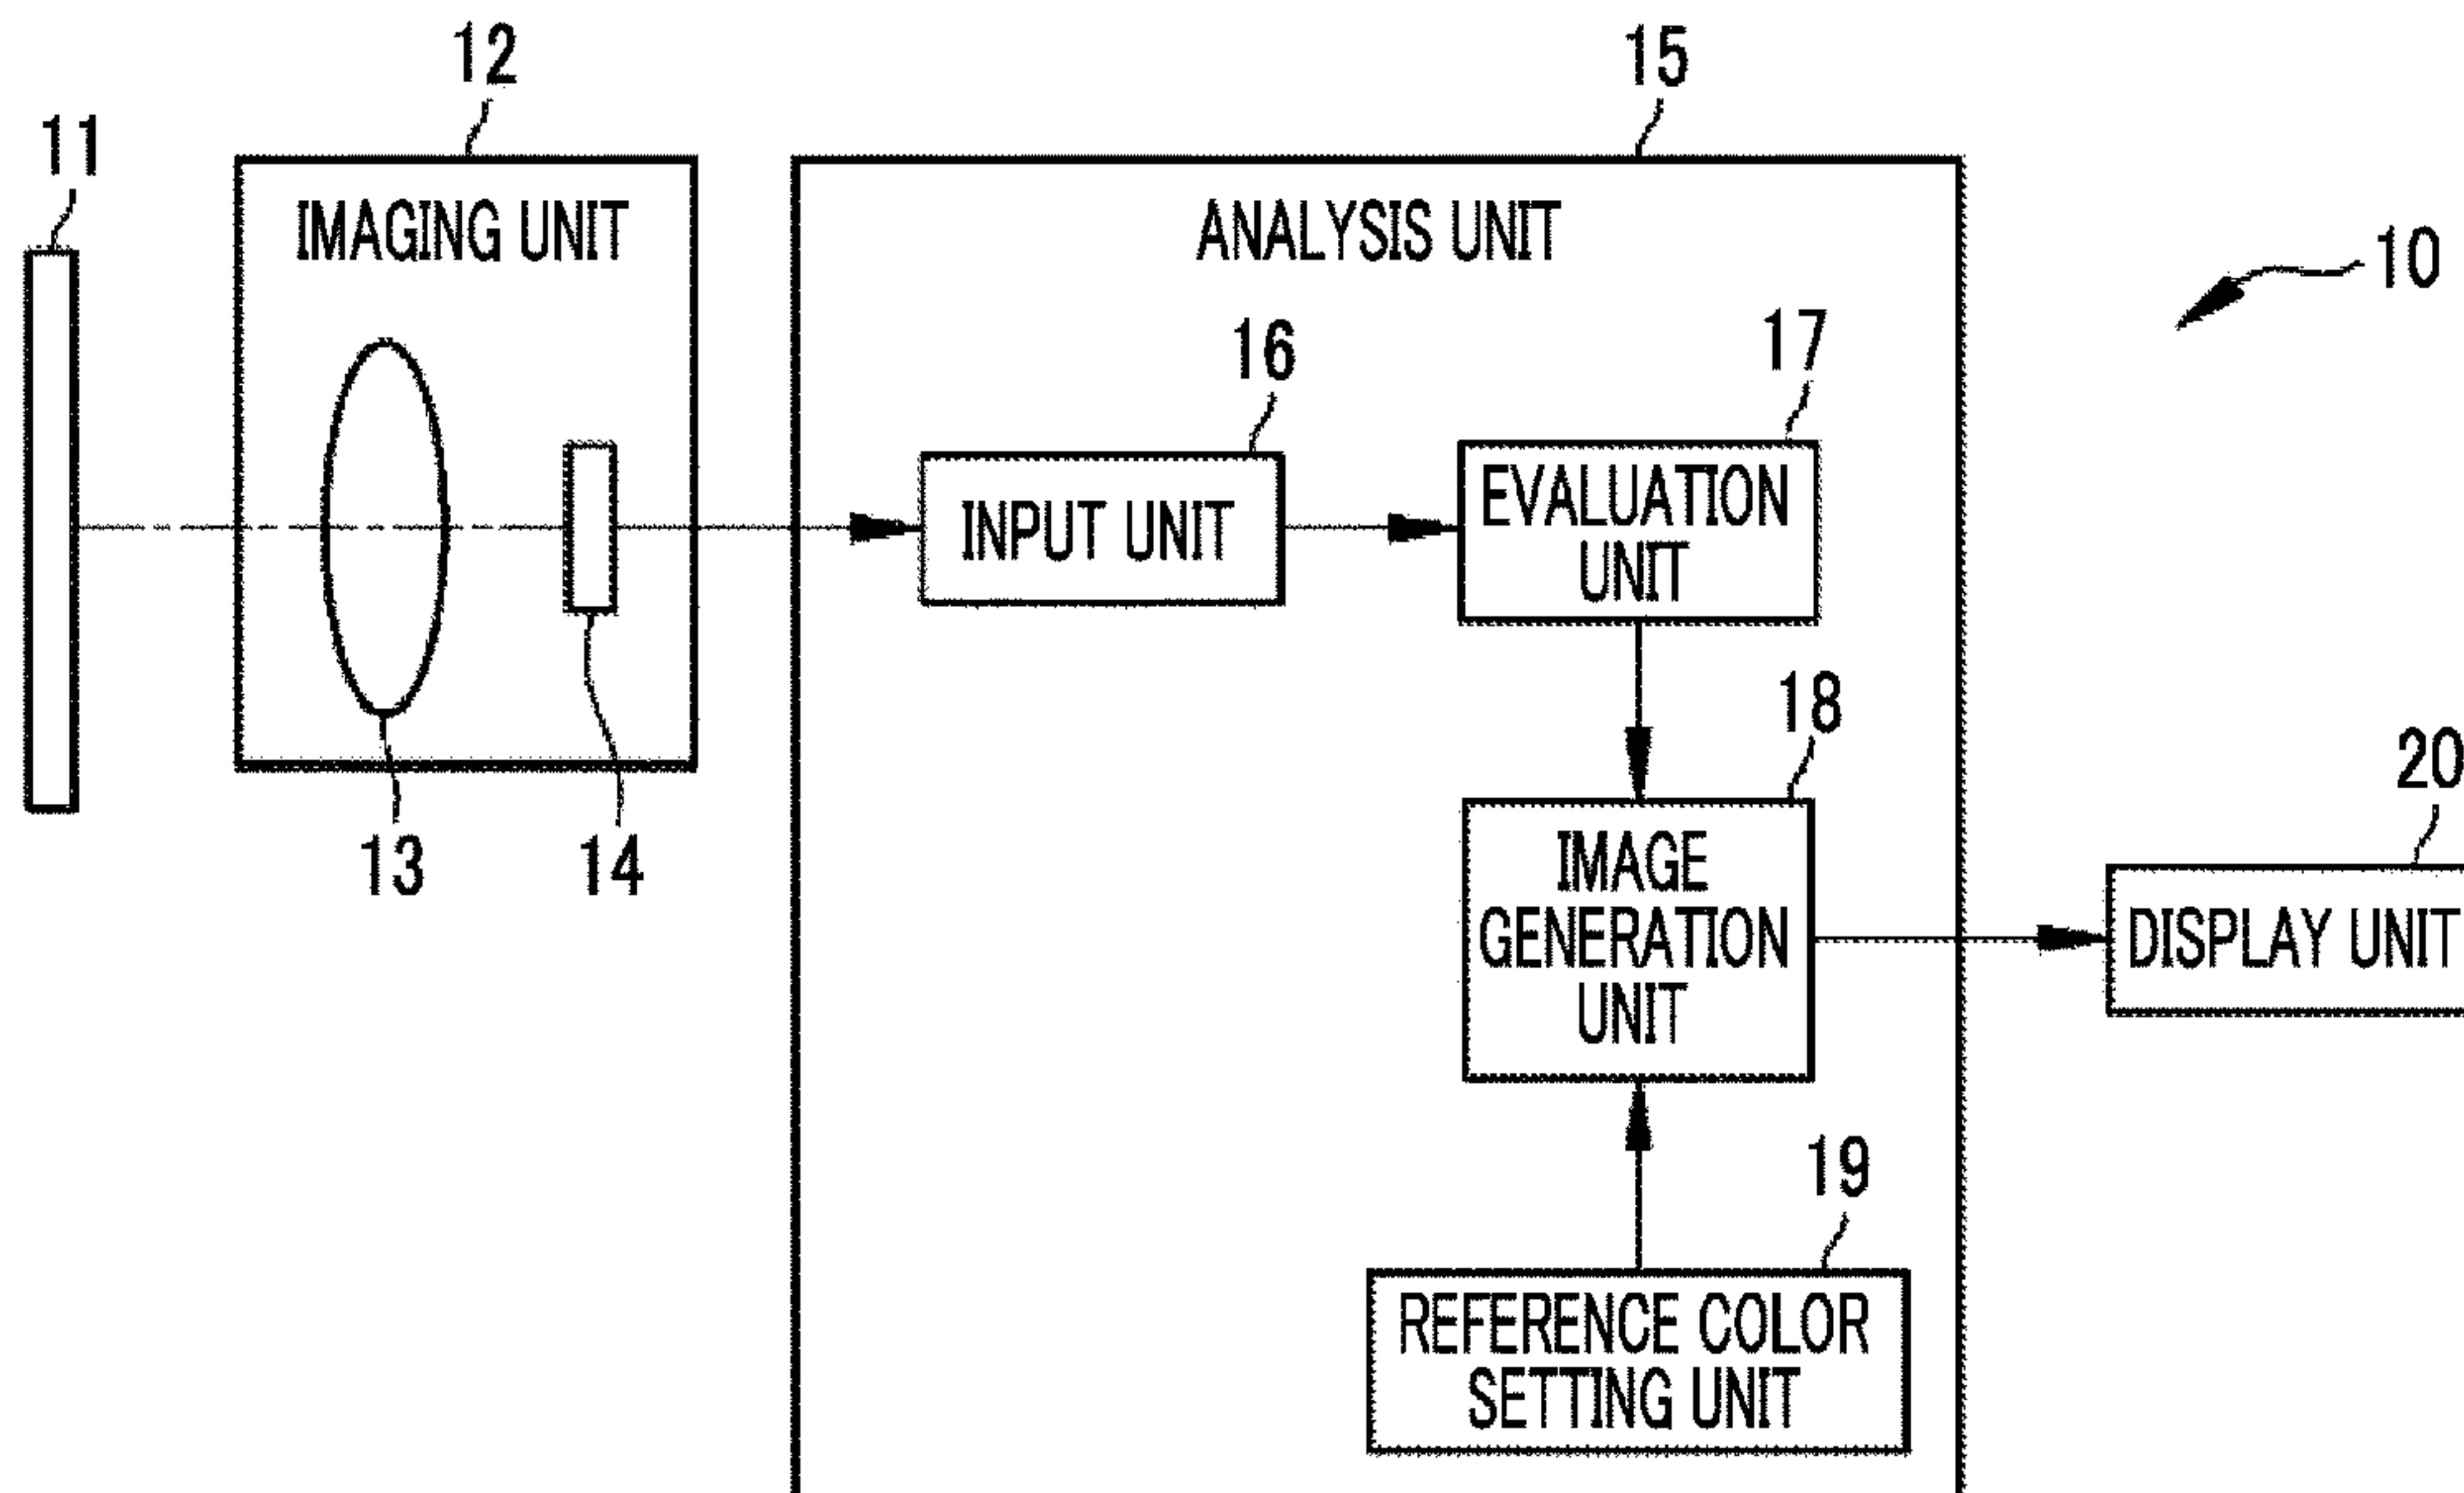 12
15
11
IMAGING UNIT
ANALYSIS UNIT
10
16
17
INPUT UNIT
EVALUATION
UNIT
18
20
13
14
IMAGE
GENERATION
UNIT
DISPLAY UNIT
19
REFERENCE COLOR
SETTING UNIT